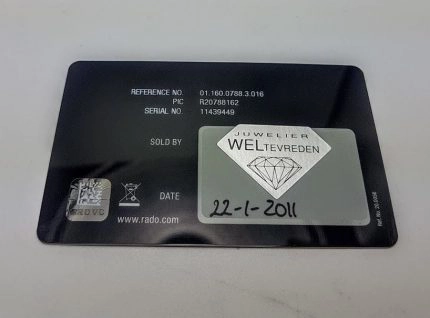 REFERENCE NO. 01.160.0788.3.016
PIC R20788162
SERIAL NO. 11439449
SOLD BY
JUWELIER
WELTEVREDEN
DATE 22-1-2011
www.rado.com